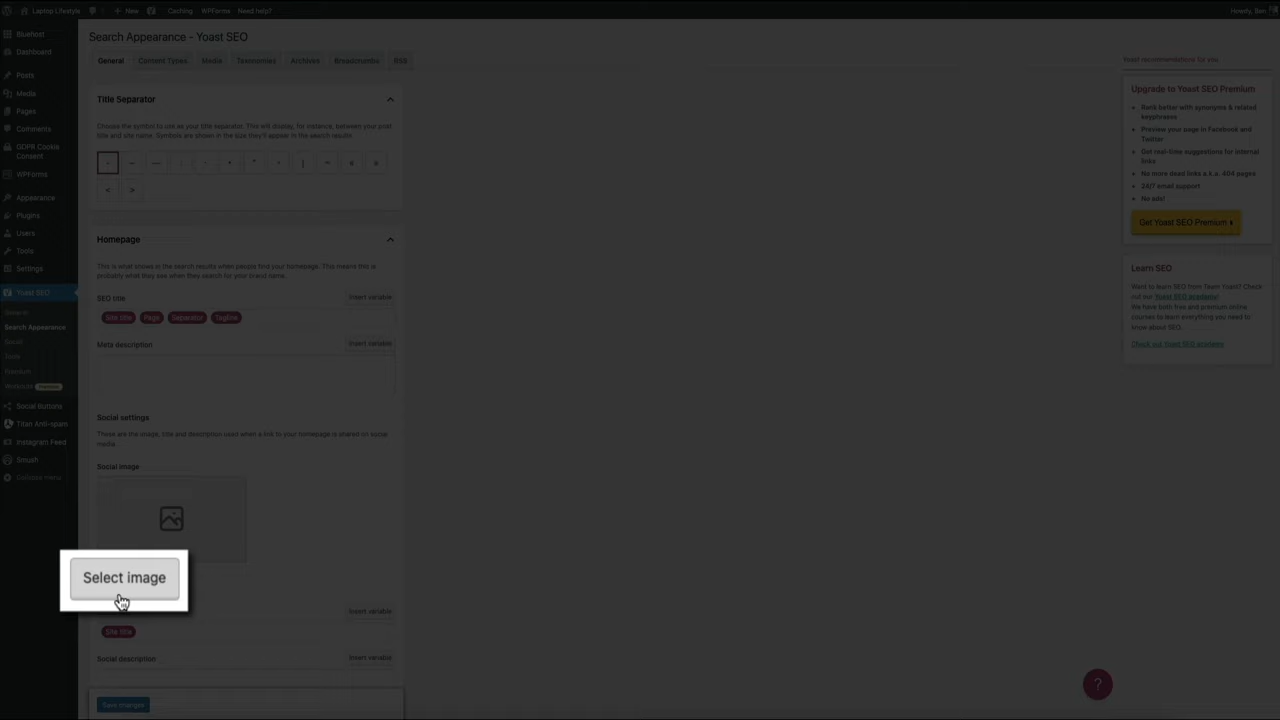 Laptop Lifestyle
New
Caching
WPForms
Need help?
Howdy, Ben
Bluehost
Dashboard
Posts
Media
Pages
Comments
GDPR Cookie
Consent
WPForms
Appearance
Plugins
Users
Tools
Settings
Yoast SEO
General
Search Appearance
Social
Tools
Premium
Workouts Premium
Social Buttons
Titan Anti-spam
Instagram Feed
Smush
Collapse menu
Search Appearance - Yoast SEO
General
Content Types
Media
Taxonomies
Archives
Breadcrumbs
RSS
Title Separator
Choose the symbol to use as your title separator. This will display, for instance, between your post
title and site name. Symbols are shown in the size they'll appear in the search results.
- – — · • * | ~ « »
< >
Homepage
This is what shows in the search results when people find your homepage. This means this is
probably what they see when they search for your brand name.
SEO title
Insert variable
Site title Page Separator Tagline
Meta description
Insert variable
Social settings
These are the image, title and description used when a link to your homepage is shared on social
media.
Social image
Select image
Insert variable
Site title
Social description
Insert variable
Save changes
Yoast recommendations for you
Upgrade to Yoast SEO Premium
• Rank better with synonyms & related
keyphrases
• Preview your page in Facebook and
Twitter
• Get real-time suggestions for internal
links
• No more dead links a.k.a. 404 pages
• 24/7 email support
• No ads!
Get Yoast SEO Premium
Learn SEO
Want to learn SEO from Team Yoast? Check
out our Yoast SEO academy!
We have both free and premium online
courses to learn everything you need to
know about SEO.
Check out Yoast SEO academy
?